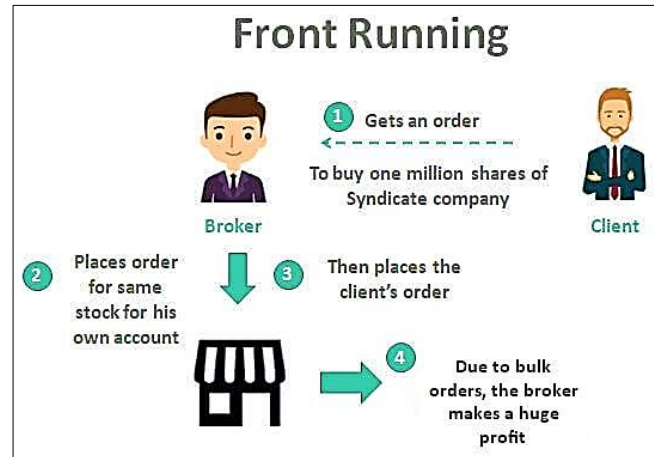 Front Running
1 Gets an order
To buy one million shares of
Syndicate company
Broker
Client
2 Places order
for same
stock for his
own account
3 Then places the
client's order
4 Due to bulk
orders, the broker
makes a huge
profit